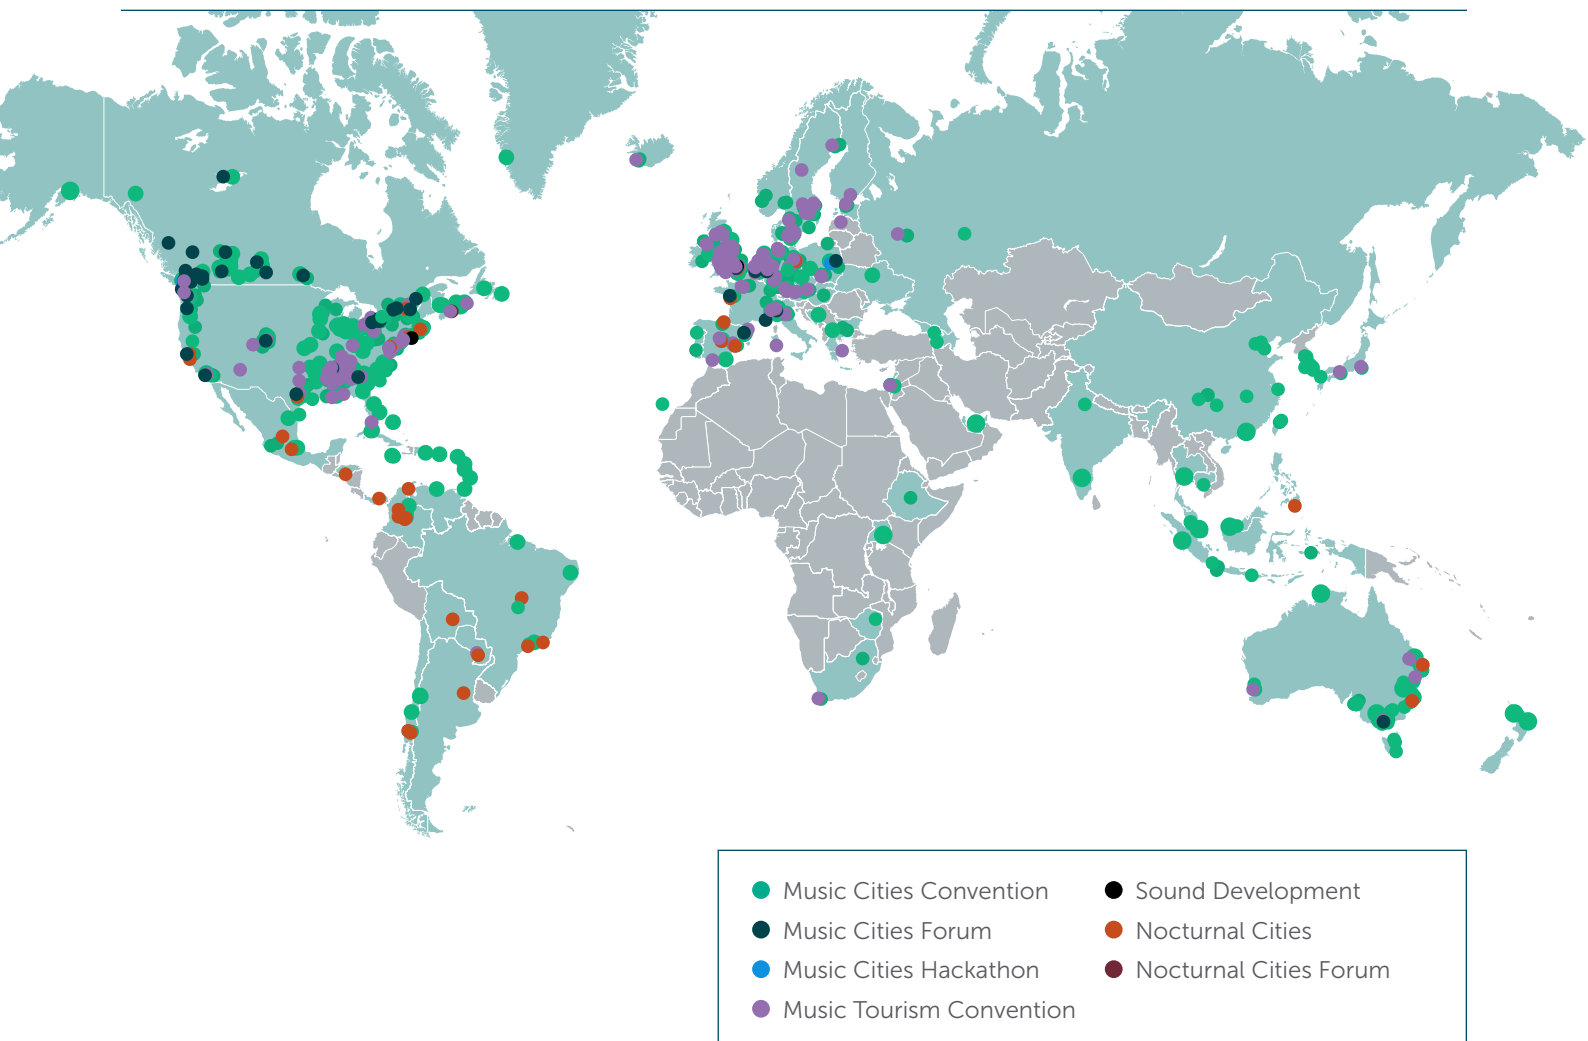 Music Cities Convention
Music Cities Forum
Music Cities Hackathon
Music Tourism Convention
Sound Development
Nocturnal Cities
Nocturnal Cities Forum